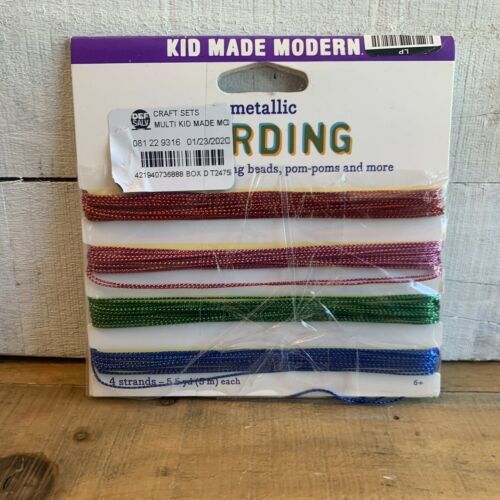 KID MADE MODERN
LP
metallic
RDING
CRAFT SETS
MULTI KID MADE MO
081 22 9316 01/23/2020
421940736888 BOX D T2475
ng beads, pom-poms and more
4 strands – 5.5 yd (5 m) each
6+